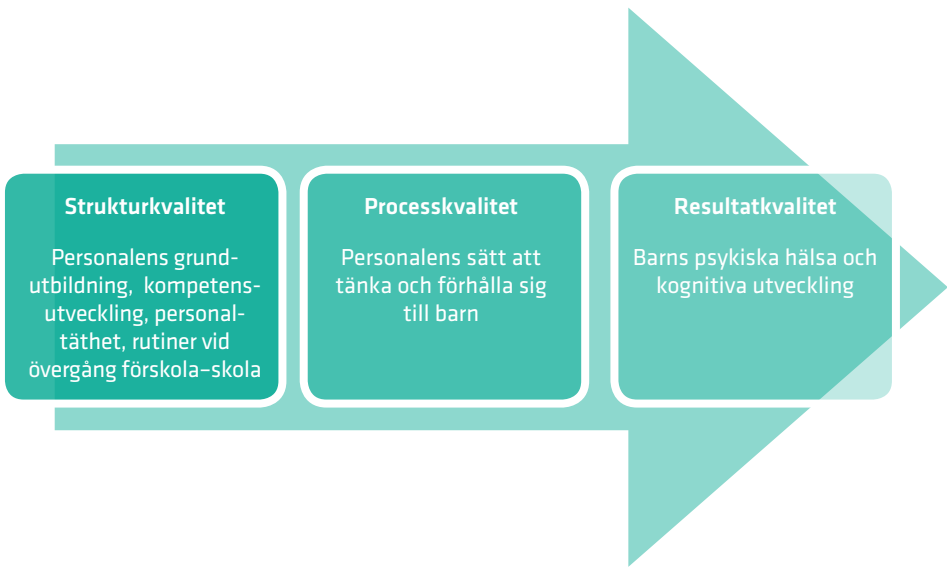 Strukturkvalitet
Personalens grund-
utbildning, kompetens-
utveckling, personal-
täthet, rutiner vid
övergång förskola–skola
Processkvalitet
Personalens sätt att
tänka och förhålla sig
till barn
Resultatkvalitet
Barns psykiska hälsa och
kognitiva utveckling